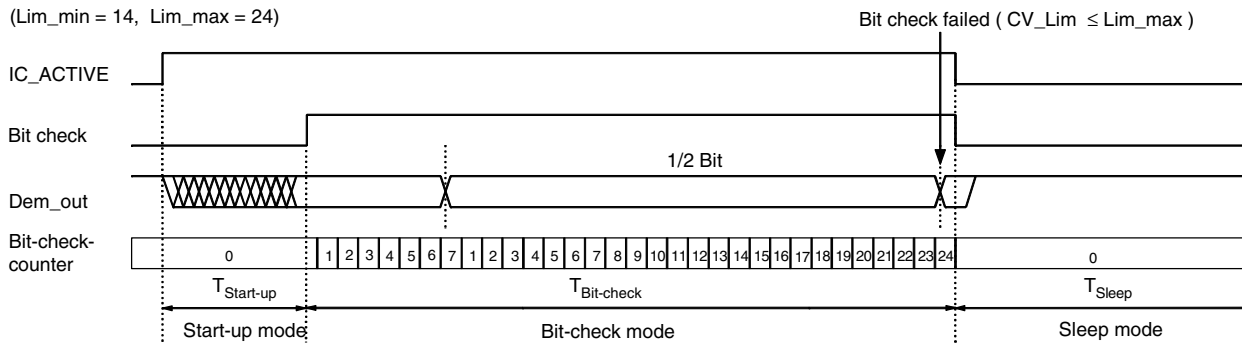 (Lim_min = 14, Lim_max = 24)
Bit check failed ( CV_Lim ≤ Lim_max )
IC_ACTIVE
Bit check
1/2 Bit
Dem_out
Bit-check-
counter
0 1 2 3 4 5 6 7 1 2 3 4 5 6 7 8 9 10 11 12 13 14 15 16 17 18 19 20 21 22 23 24 0
TStart-up TBit-check TSleep
Start-up mode Bit-check mode Sleep mode